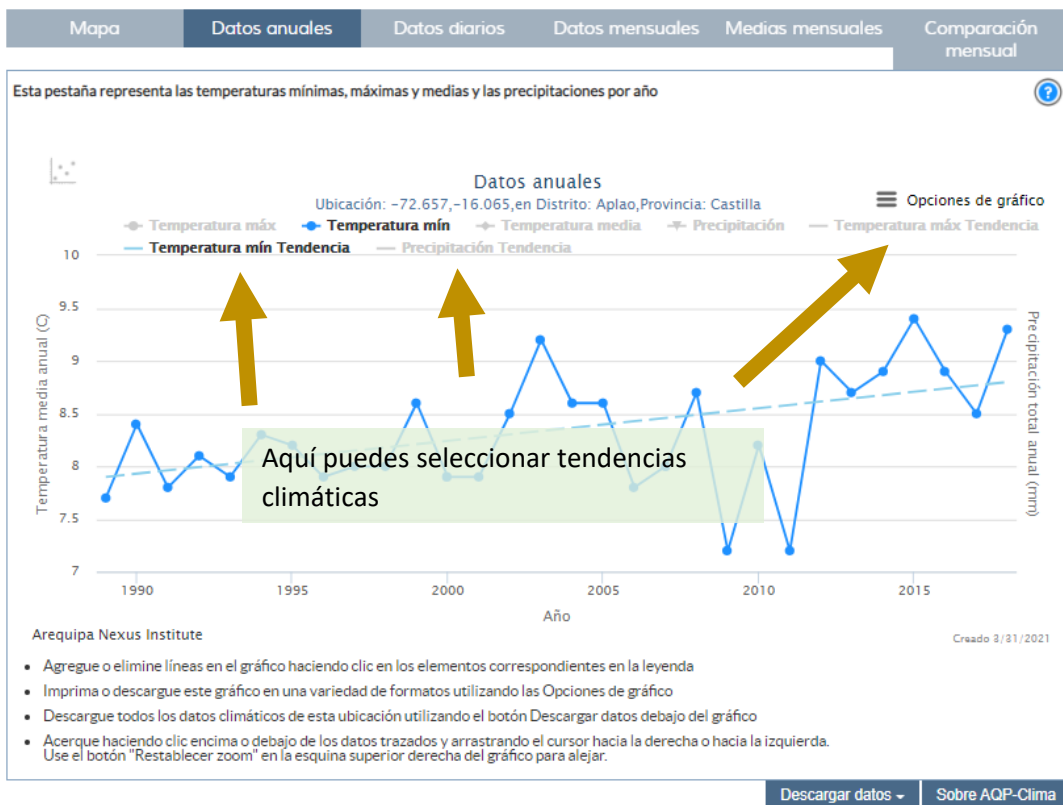 Mapa
Datos anuales
Datos diarios
Datos mensuales
Medias mensuales
Comparación
mensual
Esta pestaña representa las temperaturas mínimas, máximas y medias y las precipitaciones por año
?
Datos anuales
Ubicación: -72.657,-16.065,en Distrito: Aplao,Provincia: Castilla
Opciones de gráfico
Temperatura máx
Temperatura mín
Temperatura media
Precipitación
Temperatura máx Tendencia
Temperatura mín Tendencia
Precipitación Tendencia
Temperatura media anual (C)
10
9.5
9
8.5
8
7.5
7
Precipitación total anual (mm)
Aquí puedes seleccionar tendencias
climáticas
1990
1995
2000
2005
2010
2015
Año
Arequipa Nexus Institute
Creado 3/31/2021
• Agregue o elimine líneas en el gráfico haciendo clic en los elementos correspondientes en la leyenda
• Imprima o descargue este gráfico en una variedad de formatos utilizando las Opciones de gráfico
• Descargue todos los datos climáticos de esta ubicación utilizando el botón Descargar datos debajo del gráfico
• Acerque haciendo clic encima o debajo de los datos trazados y arrastrando el cursor hacia la derecha o hacia la izquierda.
Use el botón "Restablecer zoom" en la esquina superior derecha del gráfico para alejar.
Descargar datos
Sobre AQP-Clima